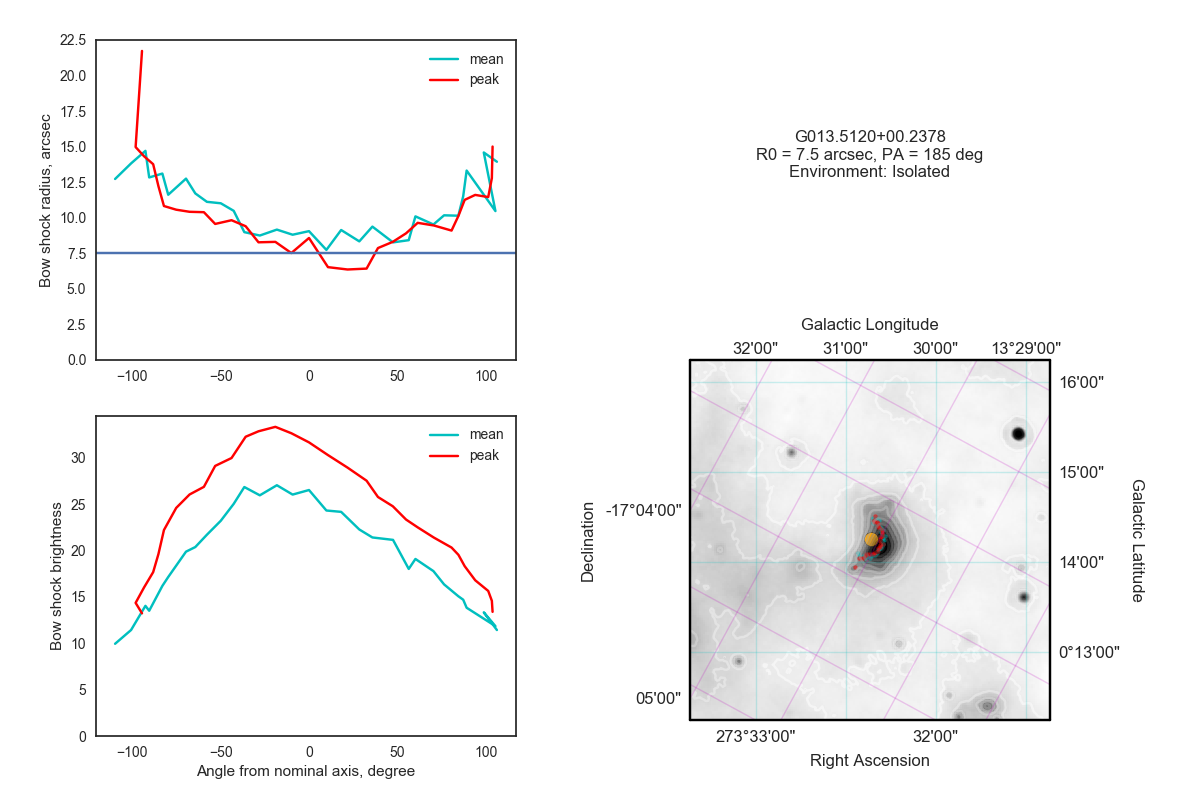 22.5
20.0
17.5
15.0
12.5
10.0
7.5
5.0
2.5
0.0
Bow shock radius, arcsec
mean
peak
−100 −50 0 50 100
30
25
20
15
10
5
0
Bow shock brightness
mean
peak
−100 −50 0 50 100
Angle from nominal axis, degree
G013.5120+00.2378
R0 = 7.5 arcsec, PA = 185 deg
Environment: Isolated
Galactic Longitude
32'00" 31'00" 30'00" 13°29'00"
16'00"
15'00"
14'00"
0°13'00"
Galactic Latitude
-17°04'00"
05'00"
Declination
273°33'00" 32'00"
Right Ascension